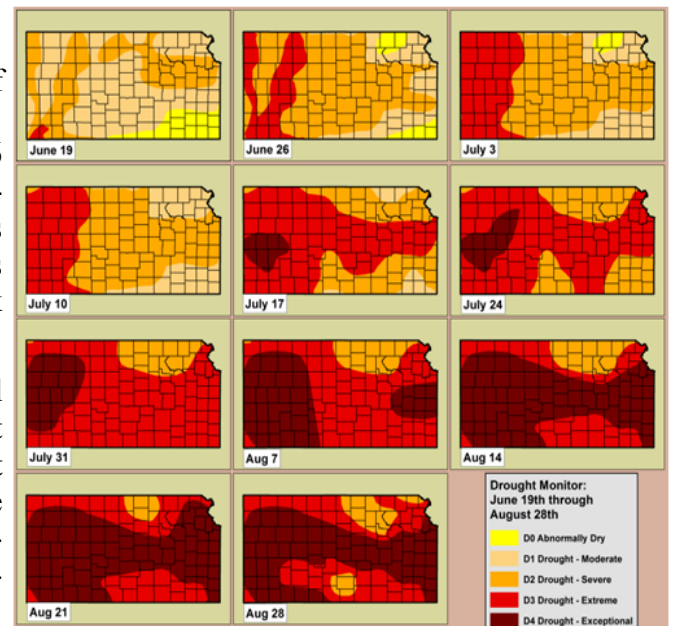 June 19
June 26
July 3
July 10
July 17
July 24
July 31
Aug 7
Aug 14
Aug 21
Aug 28
Drought Monitor:
June 19th through
August 28th
D0 Abnormally Dry
D1 Drought - Moderate
D2 Drought - Severe
D3 Drought - Extreme
D4 Drought - Exceptional